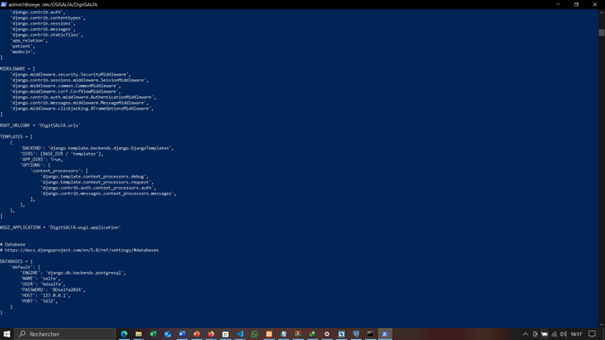 admin1@siege: /etc/DSISALFA/DigitSALFA
'django.contrib.auth',
'django.contrib.contenttypes',
'django.contrib.sessions',
'django.contrib.messages',
'django.contrib.staticfiles',
'app_relation',
'patient',
'medecin',
]
MIDDLEWARE = [
'django.middleware.security.SecurityMiddleware',
'django.contrib.sessions.middleware.SessionMiddleware',
'django.middleware.common.CommonMiddleware',
'django.middleware.csrf.CsrfViewMiddleware',
'django.contrib.auth.middleware.AuthenticationMiddleware',
'django.contrib.messages.middleware.MessageMiddleware',
'django.middleware.clickjacking.XFrameOptionsMiddleware',
]
ROOT_URLCONF = 'DigitSALFA.urls'
TEMPLATES = [
{
'BACKEND': 'django.template.backends.django.DjangoTemplates',
'DIRS': [BASE_DIR / 'templates'],
'APP_DIRS': True,
'OPTIONS': {
'context_processors': [
'django.template.context_processors.debug',
'django.template.context_processors.request',
'django.contrib.auth.context_processors.auth',
'django.contrib.messages.context_processors.messages',
],
},
},
]
WSGI_APPLICATION = 'DigitSALFA.wsgi.application'
# Database
# https://docs.djangoproject.com/en/5.0/ref/settings/#databases
DATABASES = {
'default': {
'ENGINE': 'django.db.backends.postgresql',
'NAME': 'salfa',
'USER': 'bdsalfa',
'PASSWORD': 'BDsalfa2024',
'HOST': '127.0.0.1',
'PORT': '5432',
}
}
Rechercher
16:17